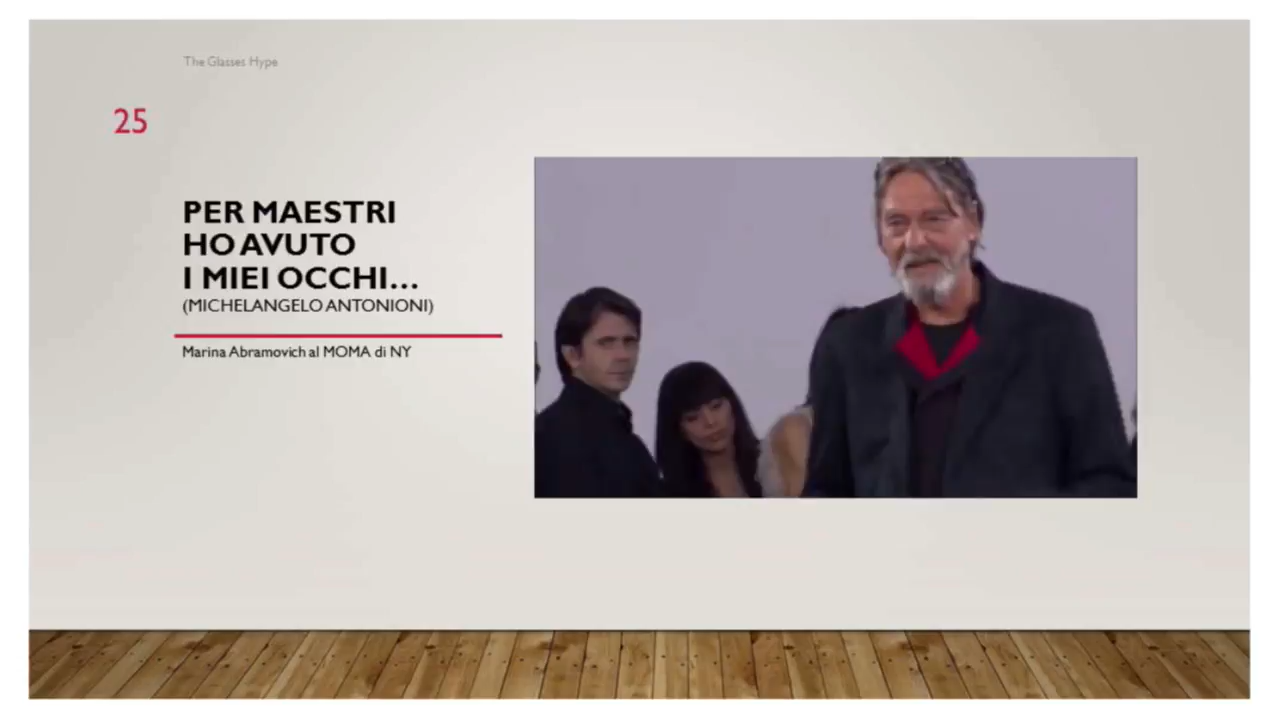 The Glasses Hype
25
PER MAESTRI
HO AVUTO
I MIEI OCCHI...
(MICHELANGELO ANTONIONI)
Marina Abramovich al MOMA di NY